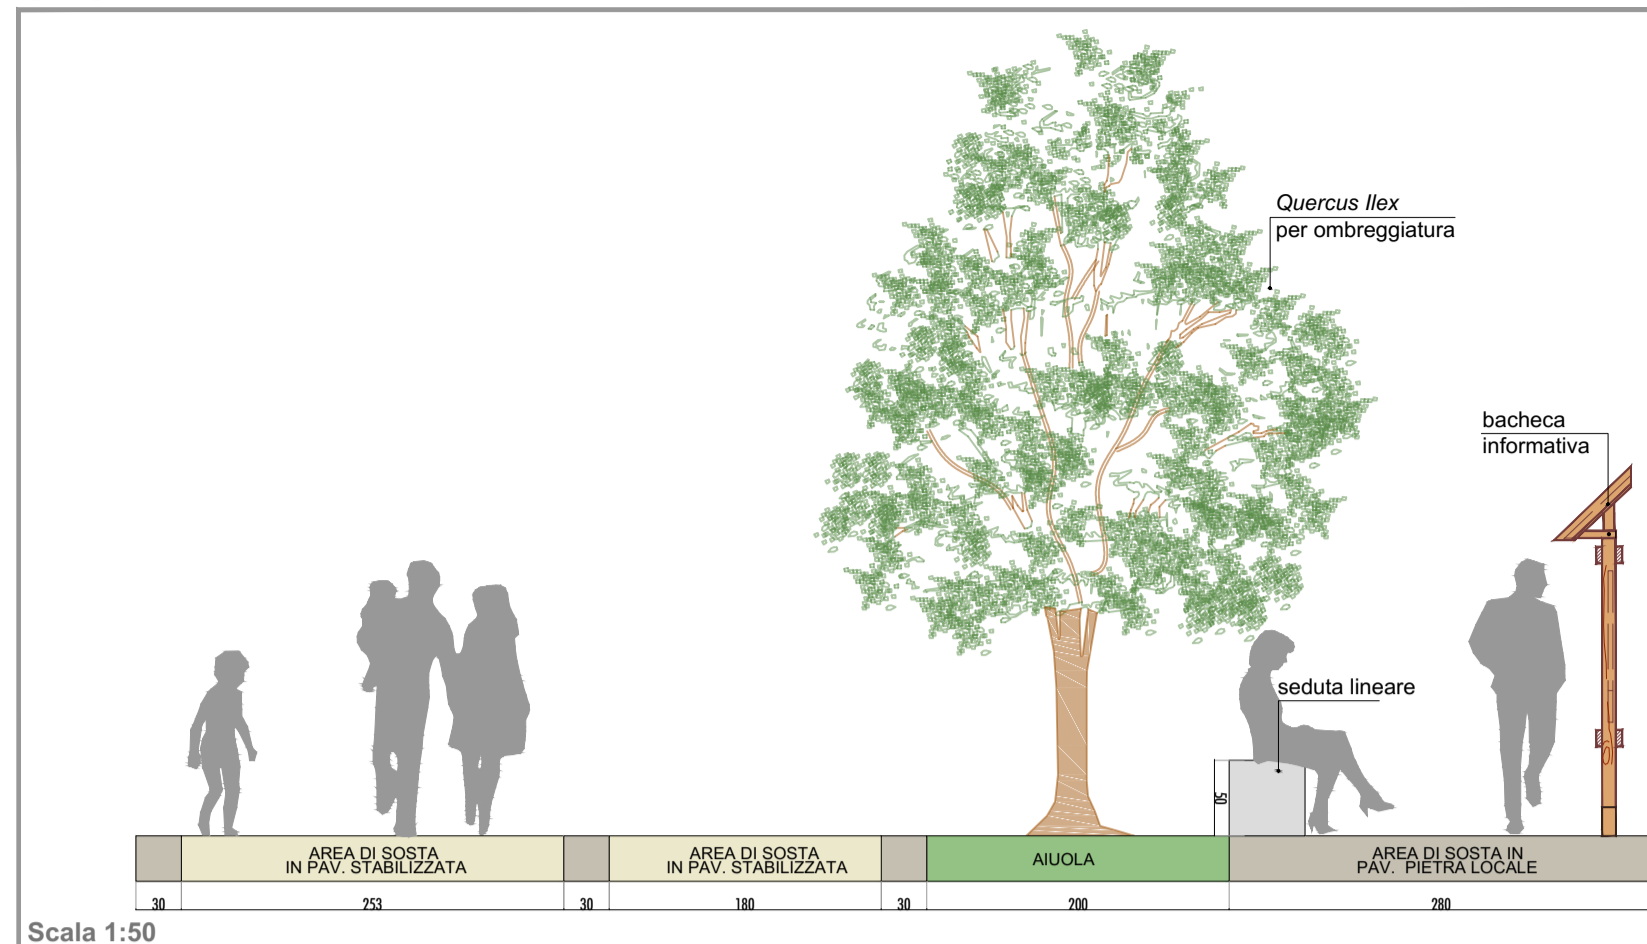 Quercus Ilex
per ombreggiatura
bacheca
informativa
seduta lineare
50
AREA DI SOSTA
IN PAV. STABILIZZATA
AREA DI SOSTA
IN PAV. STABILIZZATA
AIUOLA
AREA DI SOSTA IN
PAV. PIETRA LOCALE
30
253
30
180
30
200
280
Scala 1:50